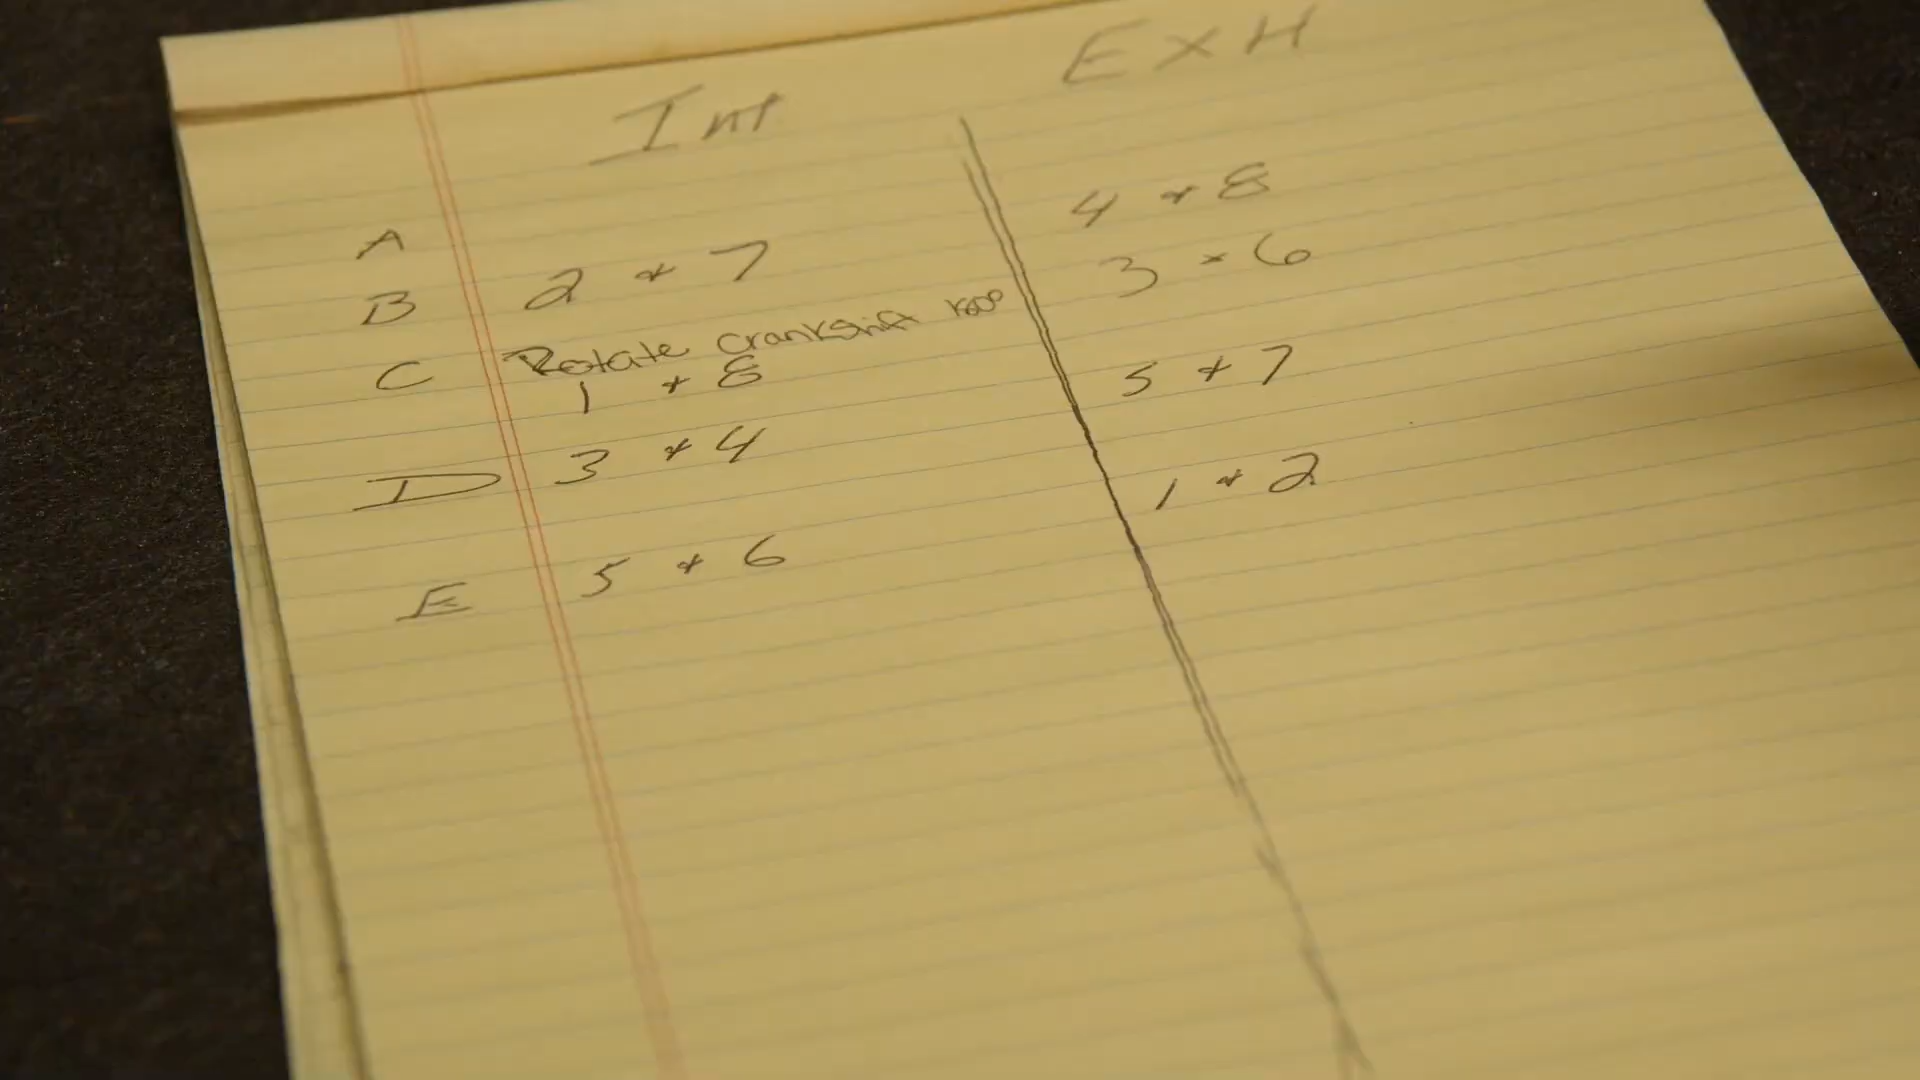 Int EXH
A 4 & 8
B 2 & 7 3 & 6
Rotate crankshift 180°
C 1 & 8 5 & 7
D 3 & 4 1 & 2
E 5 & 6